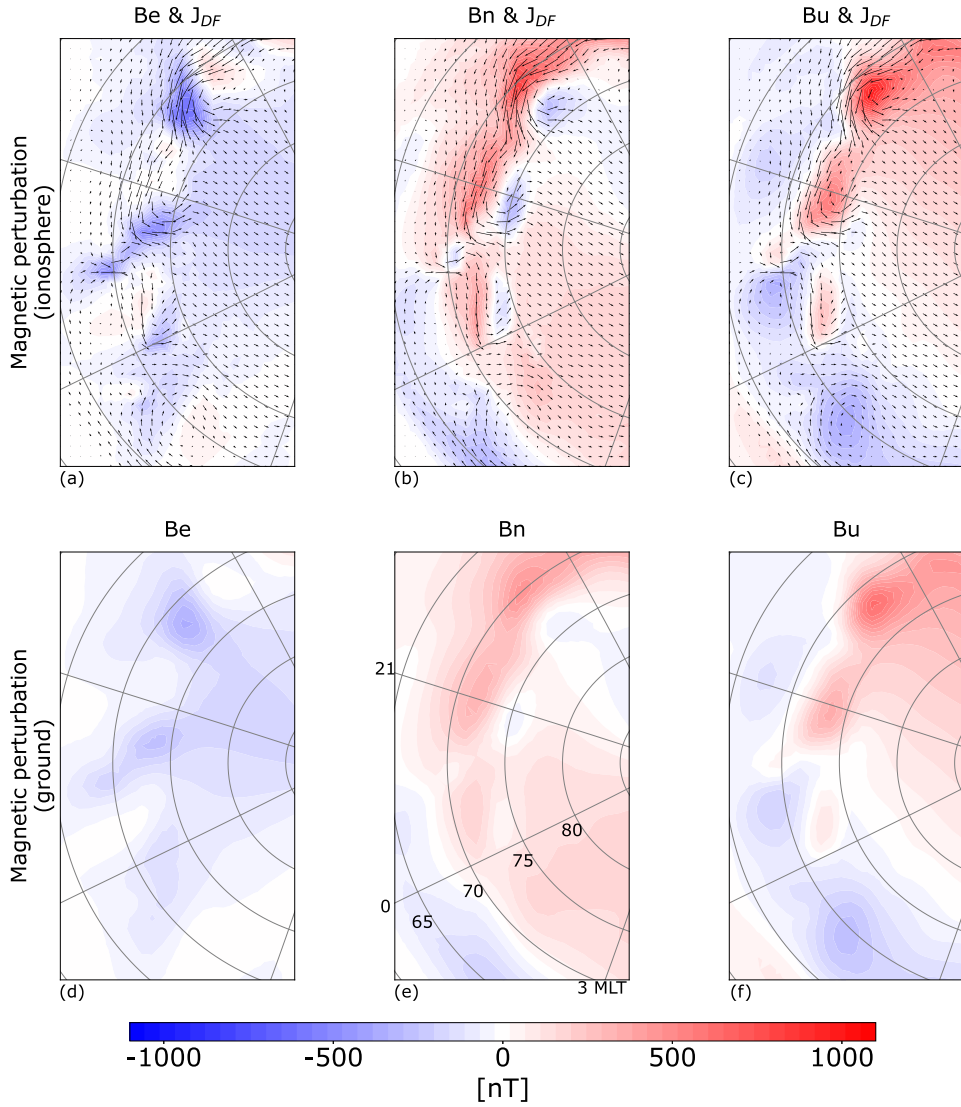 Be & J_DF
Bn & J_DF
Bu & J_DF
Magnetic perturbation
(ionosphere)
(a)
(b)
(c)
Be
Bn
Bu
Magnetic perturbation
(ground)
21
80
75
70
0
65
3 MLT
(d)
(e)
(f)
-1000
-500
0
500
1000
[nT]